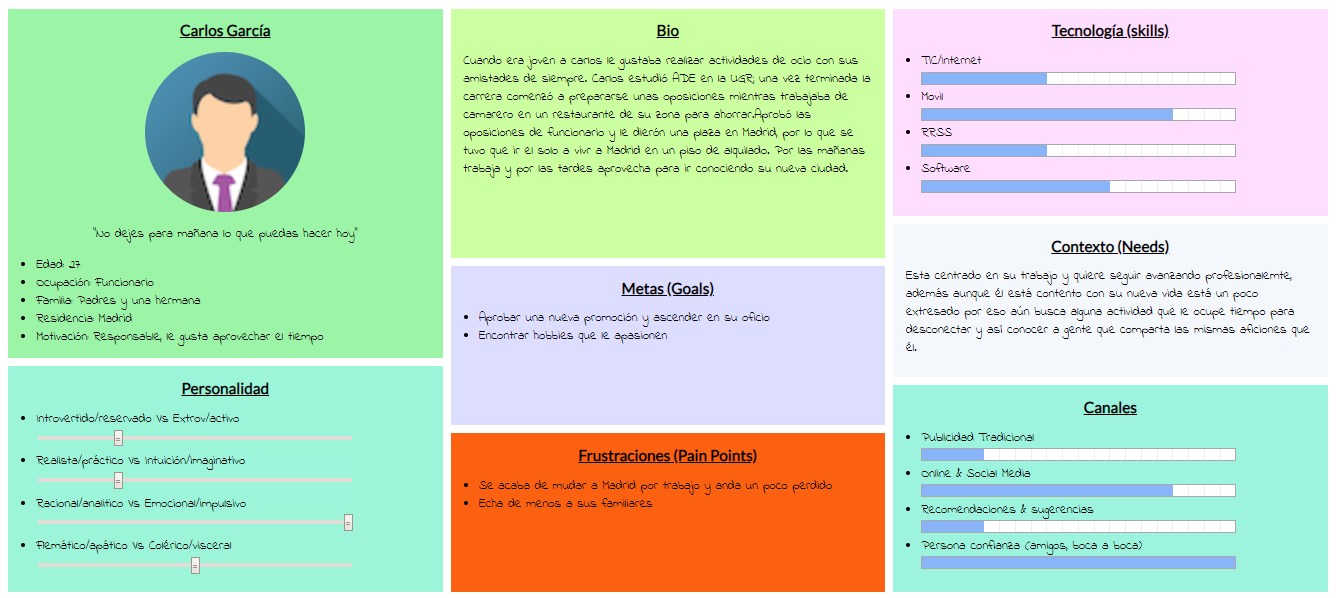 Carlos García
"No dejes para mañana lo que puedas hacer hoy"
Edad: 27
Ocupación: Funcionario
Familia: Padres y una hermana
Residencia: Madrid
Motivación: Responsable, le gusta aprovechar el tiempo
Personalidad
Introvertido/reservado Vs Extrov/activo
Realista/práctico Vs Intuición/imaginativo
Racional/analítico Vs Emocional/impulsivo
Flemático/apático Vs Colérico/visceral
Bio
Cuando era joven a carlos le gustaba realizar actividades de ocio con sus
amistades de siempre. Carlos estudió ADE en la UGR; una vez terminada la
carrera comenzó a prepararse unas oposiciones mientras trabajaba de
camarero en un restaurante de su zona para ahorrar.Aprobó las
oposiciones de funcionario y le dierón una plaza en Madrid, por lo que se
tuvo que ir el solo a vivr a Madrid en un piso de alquilado. Por las mañanas
trabaja y por las tardes aprovecha para ir conociendo su nueva ciudad.
Metas (Goals)
Aprobar una nueva promoción y ascender en su oficio
Encontrar hobbies que le apasionen
Frustraciones (Pain Points)
Se acaba de mudar a Madrid por trabajo y anda un poco perdido
Echa de menos a sus familiares
Tecnología (skills)
TIC/Internet
Movil
RRSS
Software
Contexto (Needs)
Esta centrado en su trabajo y quiere seguir avanzando profesionalemte,
además aunque él está contento con su nueva vida está un poco
extresado por eso aún busca alguna actividad que le ocupe tiempo para
desconectar y así conocer a gente que comparta las mismas aficiones que
él.
Canales
Publicidad Tradicional
Online & Social Media
Recomendaciones & sugerencias
Persona confianza (amigos, boca a boca)